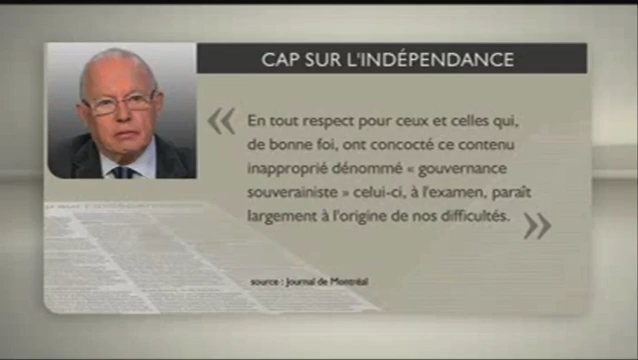 CAP SUR L'INDÉPENDANCE
« En tout respect pour ceux et celles qui,
de bonne foi, ont concocté ce contenu
inapproprié dénommé « gouvernance
souverainiste » celui-ci, à l'examen, paraît
largement à l'origine de nos difficultés. »
source : Journal de Montréal